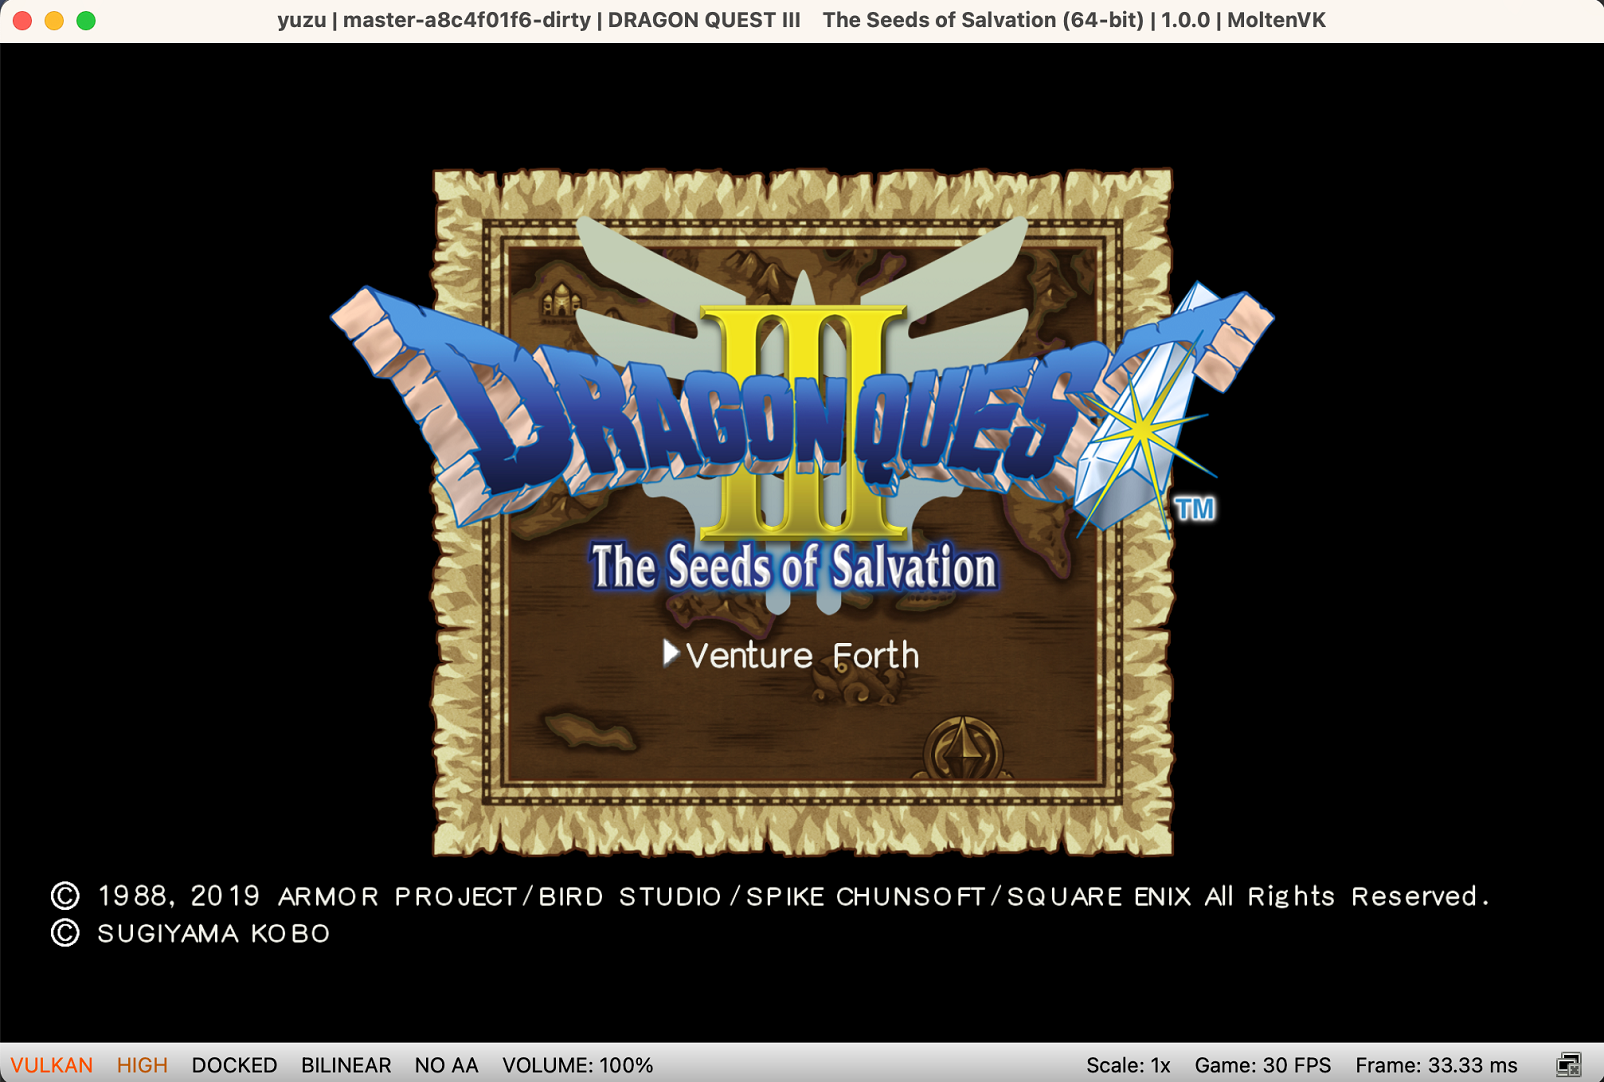 yuzu | master-a8c4f01f6-dirty | DRAGON QUEST III The Seeds of Salvation (64-bit) | 1.0.0 | MoltenVK
III
DRAGON QUEST
TM
The Seeds of Salvation
Venture Forth
© 1988, 2019 ARMOR PROJECT/BIRD STUDIO/SPIKE CHUNSOFT/SQUARE ENIX All Rights Reserved.
© SUGIYAMA KOBO
VULKAN HIGH DOCKED BILINEAR NO AA VOLUME: 100% Scale: 1x Game: 30 FPS Frame: 33.33 ms